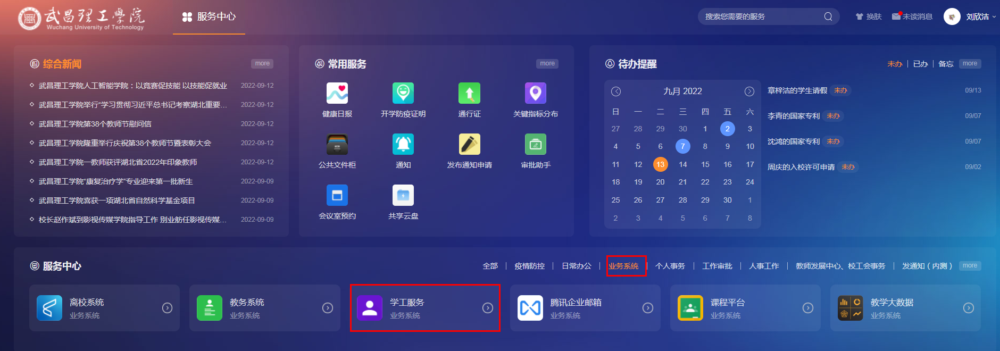 武昌理工學院
Wuchang University of Technology
服务中心
搜索您需要的服务
换肤
未读消息
刘欣洁
综合新闻
more
武昌理工学院人工智能学院：以竞赛促技能 以技能促就业 2022-09-12
武昌理工学院举行“学习贯彻习近平总书记考察湖北重要... 2022-09-12
武昌理工学院第38个教师节慰问信 2022-09-12
武昌理工学院隆重举行庆祝第38个教师节暨表彰大会 2022-09-12
武昌理工学院一教师获评湖北省2022年印象教师 2022-09-12
武昌理工学院“康复治疗学”专业迎来第一批新生 2022-09-09
武昌理工学院喜获一项湖北省自然科学基金项目 2022-09-09
校长赵作斌到影视传媒学院指导工作 别业舫任影视传媒... 2022-09-09
常用服务
more
健康日报 开学防疫证明 通行证 关键指标分布
公共文件柜 通知 发布通知申请 审批助手
会议室预约 共享云盘
待办提醒
未办 | 已办 | 备忘 more
九月 2022
日 一 二 三 四 五 六
27 28 29 30 1 2 3
4 5 6 7 8 9 10
11 12 13 14 15 16 17
18 19 20 21 22 23 24
25 26 27 28 29 30 1
2 3 4 5 6 7 8
章梓洁的学生请假 未办 09/13
李青的国家专利 未办 09/07
沈鸿的国家专利 未办 09/07
周庆的入校许可申请 未办 09/02
服务中心
全部 | 疫情防控 | 日常办公 | 业务系统 | 个人事务 | 工作审批 | 人事工作 | 教师发展中心、校工会事务 | 发通知（内测） more
离校系统
业务系统
教务系统
业务系统
学工服务
业务系统
腾讯企业邮箱
业务系统
课程平台
业务系统
教学大数据
业务系统